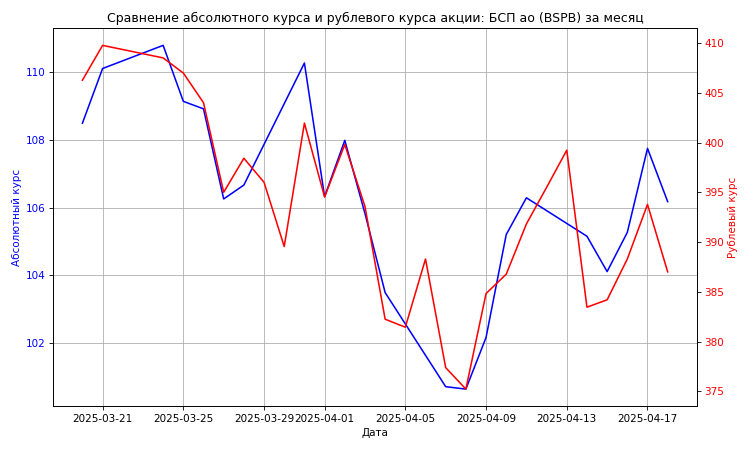 Сравнение абсолютного курса и рублевого курса акции: БСП ао (BSPB) за месяц
110
108
106
104
102
Абсолютный курс
410
405
400
395
390
385
380
375
Рублевый курс
2025-03-21 2025-03-25 2025-03-29 2025-04-01 2025-04-05 2025-04-09 2025-04-13 2025-04-17
Дата